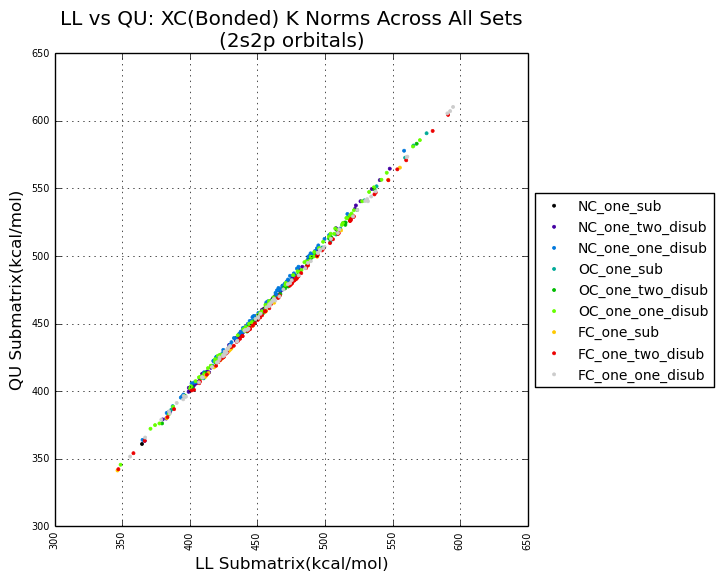 LL vs QU: XC(Bonded) K Norms Across All Sets
(2s2p orbitals)
QU Submatrix(kcal/mol)
650
600
550
500
450
400
350
300
300 350 400 450 500 550 600 650
LL Submatrix(kcal/mol)
NC_one_sub
NC_one_two_disub
NC_one_one_disub
OC_one_sub
OC_one_two_disub
OC_one_one_disub
FC_one_sub
FC_one_two_disub
FC_one_one_disub